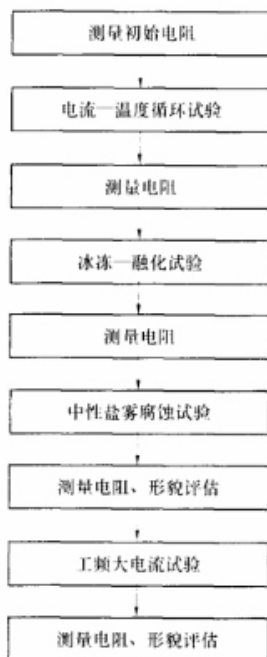 测量初始电阻
电流—温度循环试验
测量电阻
冰冻—融化试验
测量电阻
中性盐雾腐蚀试验
测量电阻、形貌评估
工频大电流试验
测量电阻、形貌评估